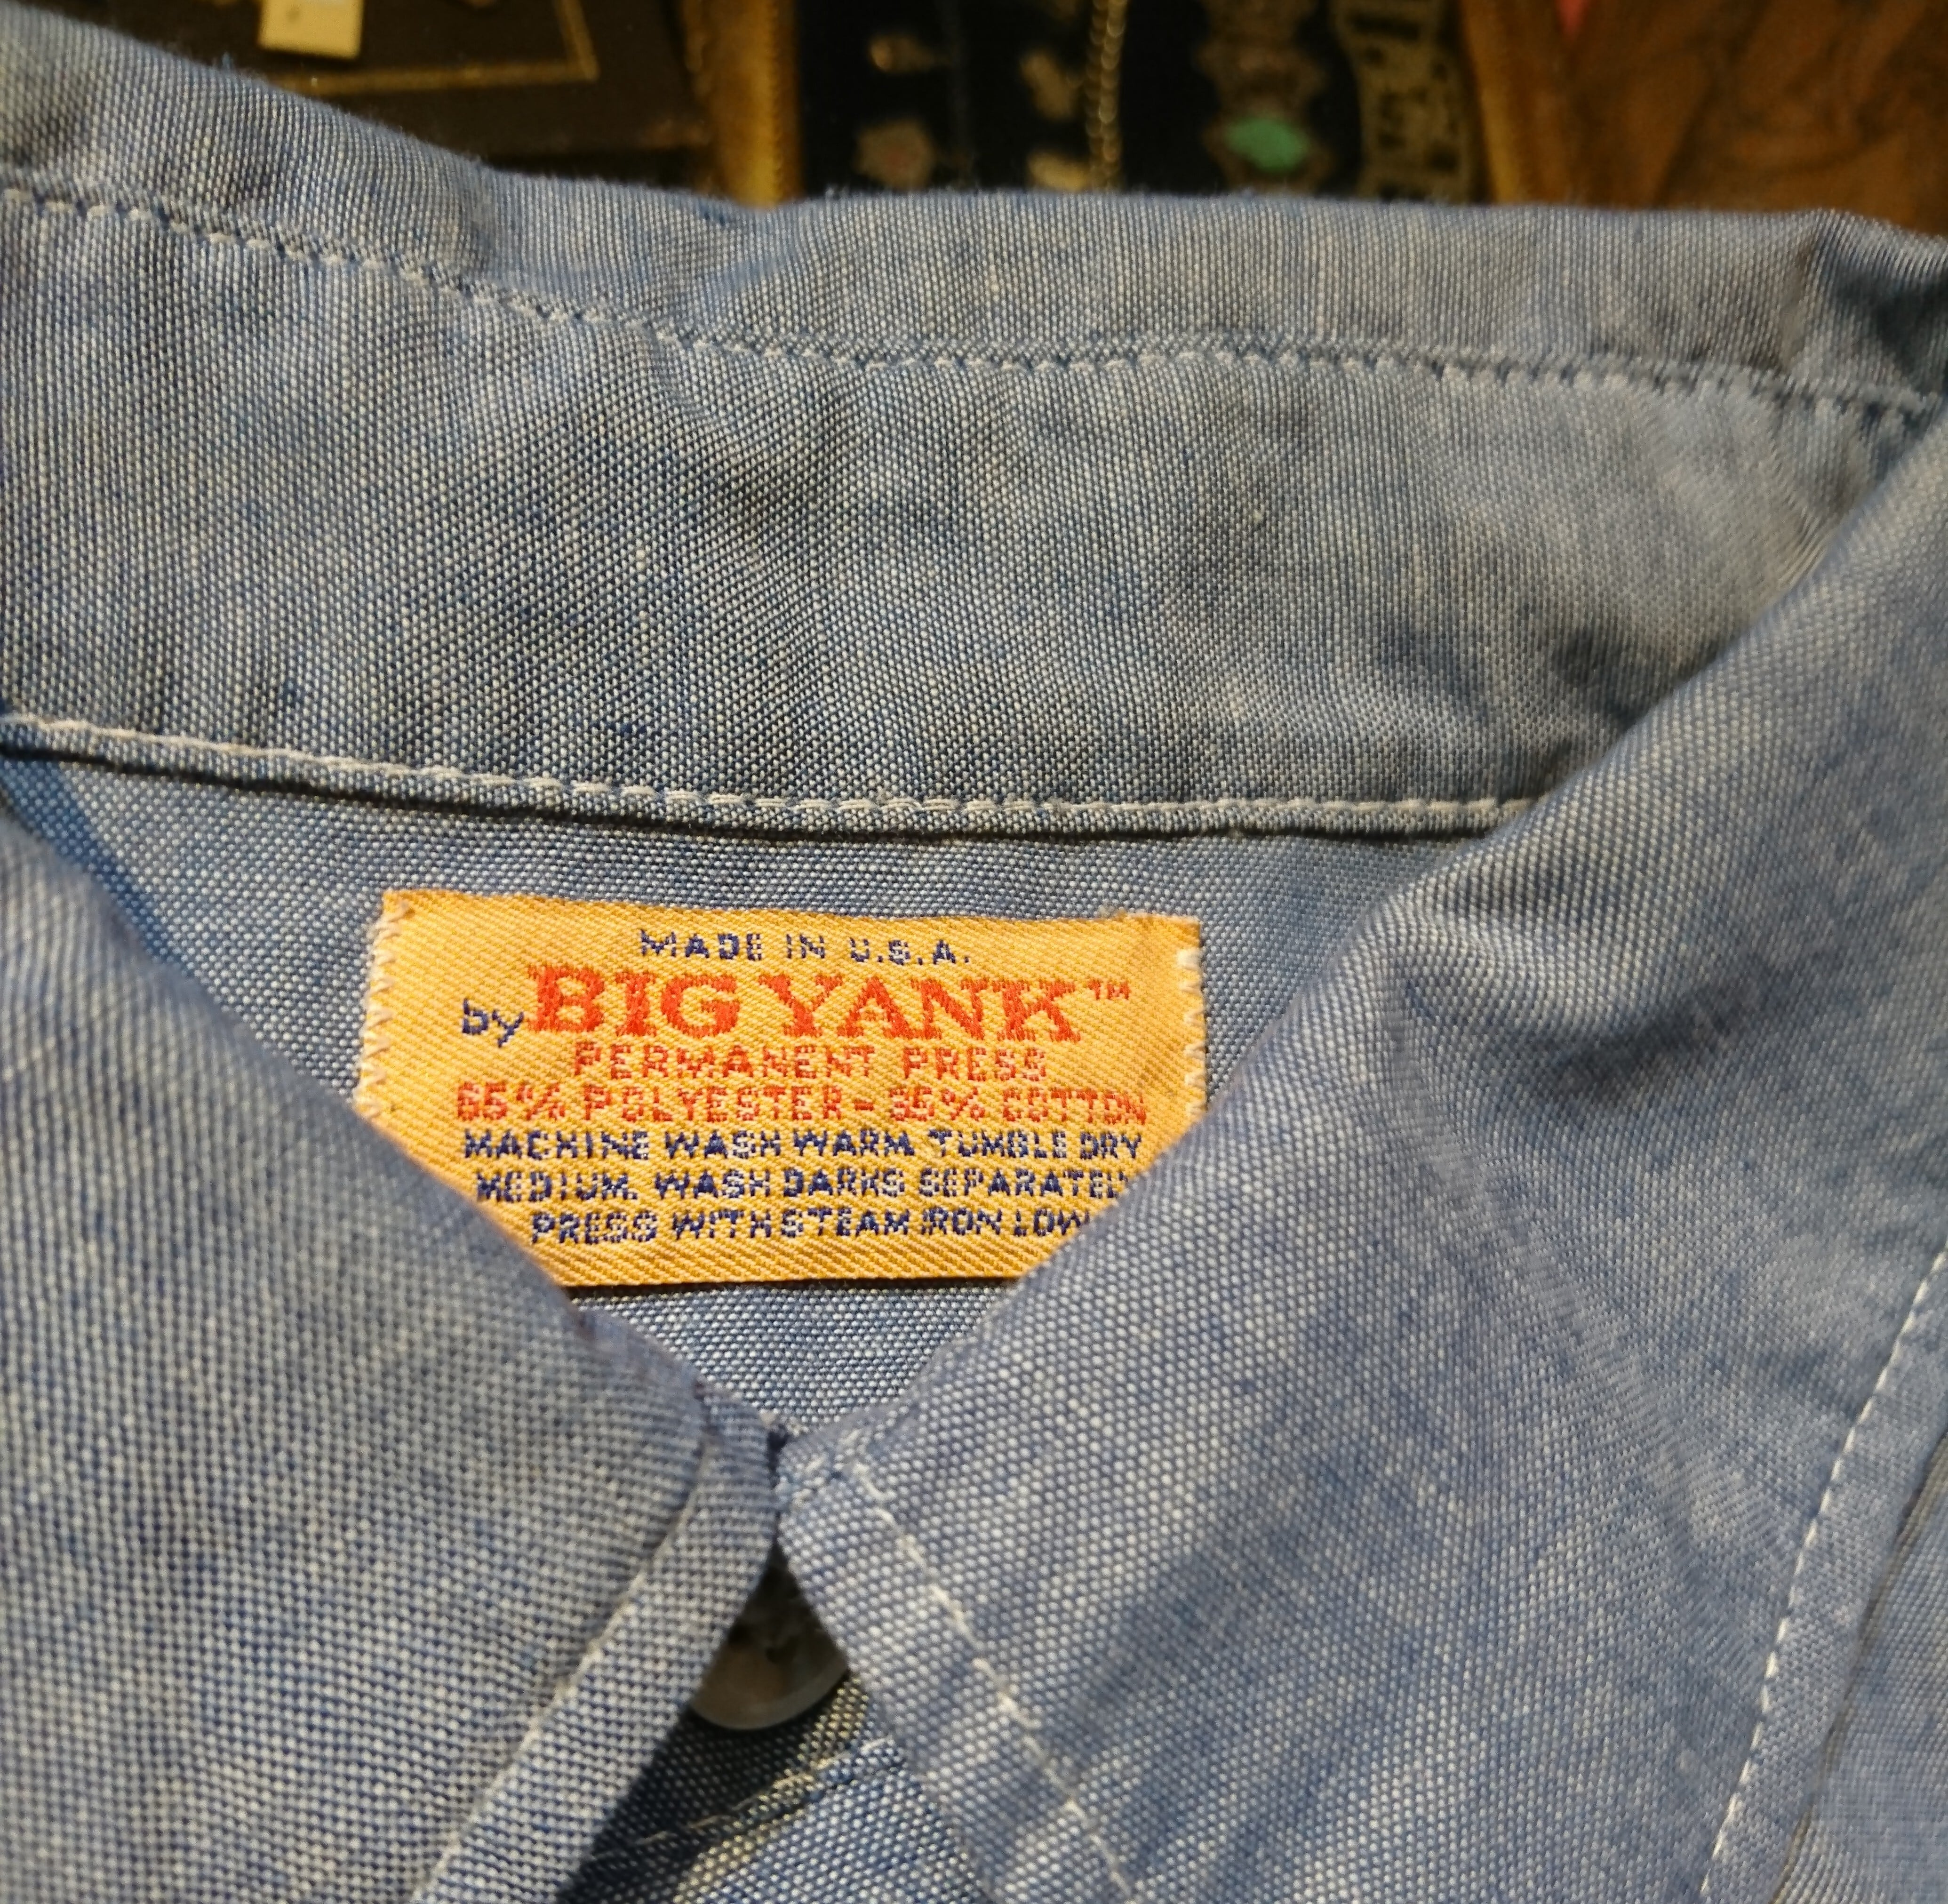 MADE IN U.S.A.
by BIG YANK™
PERMANENT PRESS
65% POLYESTER - 35% COTTON
MACHINE WASH WARM. TUMBLE DRY
MEDIUM. WASH DARKS SEPARATELY
PRESS WITH STEAM IRON LOW